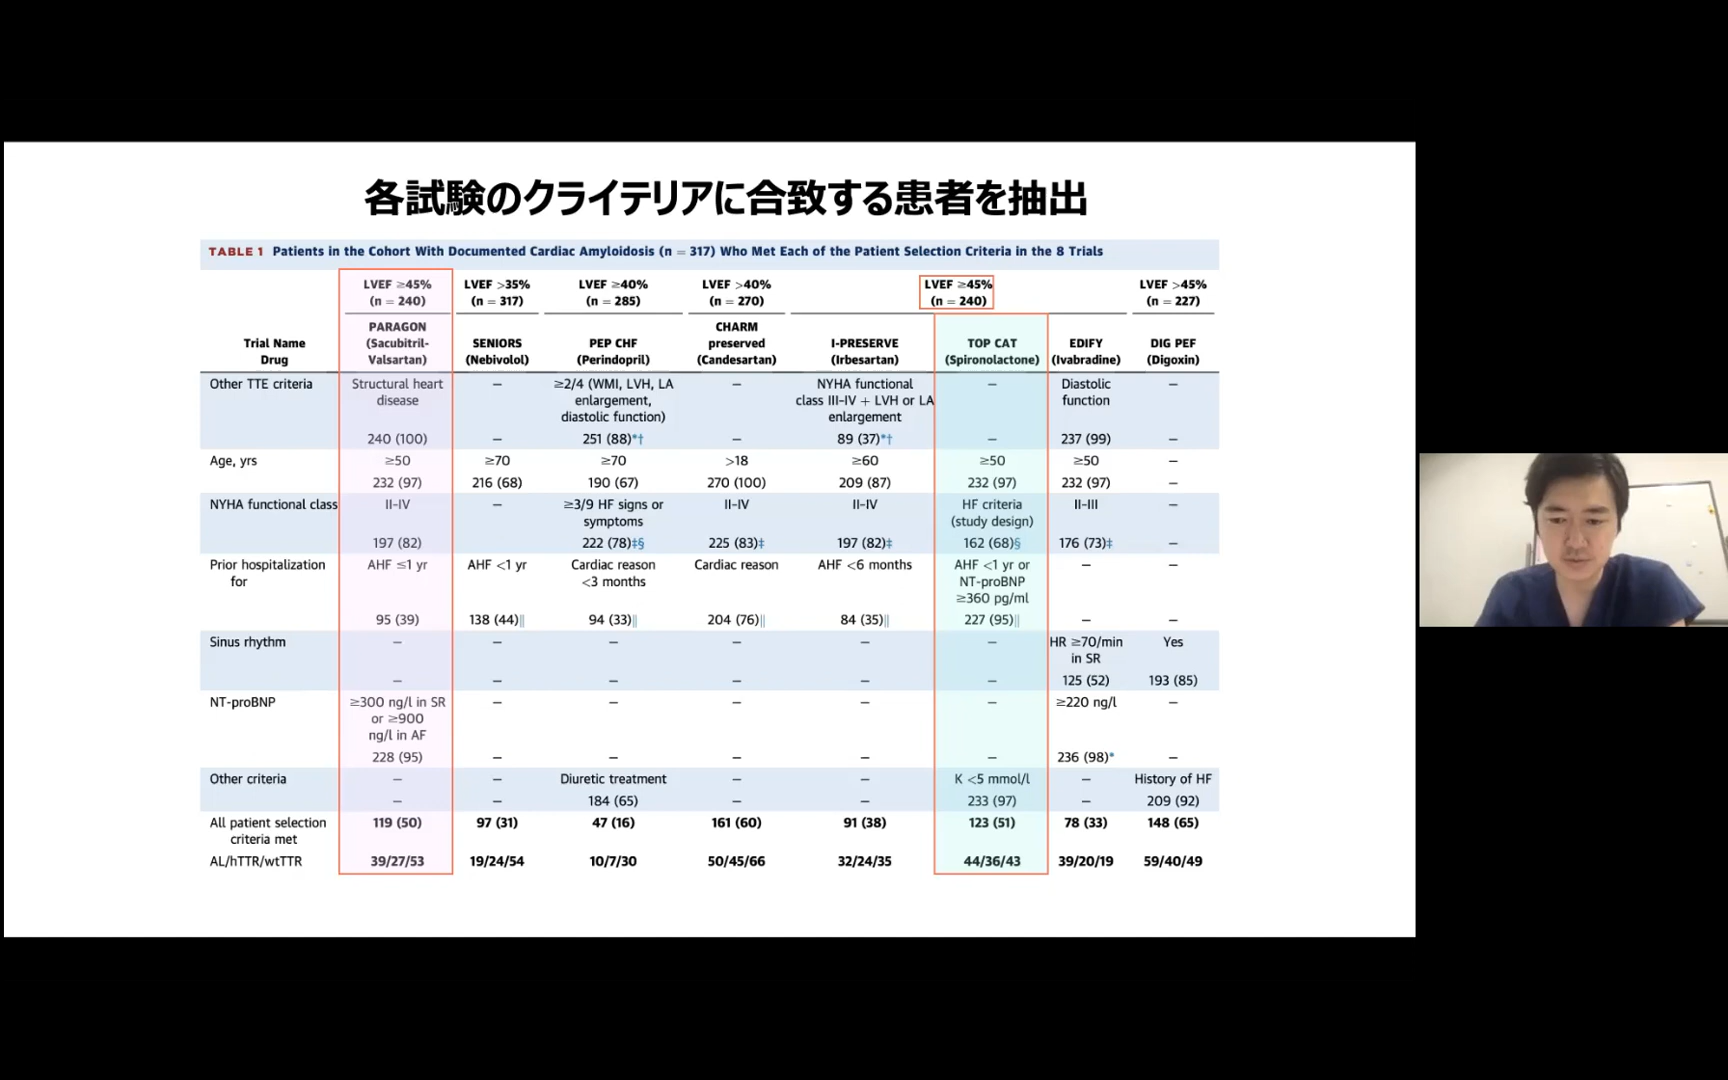 各試験のクライテリアに合致する患者を抽出
TABLE 1 Patients in the Cohort With Documented Cardiac Amyloidosis (n = 317) Who Met Each of the Patient Selection Criteria in the 8 Trials
LVEF ≥45% LVEF >35% LVEF ≥40% LVEF >40% LVEF ≥45% LVEF >45%
(n = 240) (n = 317) (n = 285) (n = 270) (n = 240) (n = 227)
PARAGON CHARM
Trial Name (Sacubitril- SENIORS PEP CHF preserved I-PRESERVE TOP CAT EDIFY DIG PEF
Drug Valsartan) (Nebivolol) (Perindopril) (Candesartan) (Irbesartan) (Spironolactone) (Ivabradine) (Digoxin)
Other TTE criteria Structural heart – ≥2/4 (WMI, LVH, LA – NYHA functional – Diastolic –
disease enlargement, class III-IV + LVH or LA function)
diastolic function) enlargement
240 (100) – 251 (88)*† – 89 (37)*† – 237 (99) –
Age, yrs ≥50 ≥70 ≥70 >18 ≥60 ≥50 ≥50 –
232 (97) 216 (68) 190 (67) 270 (100) 209 (87) 232 (97) 232 (97) –
NYHA functional class II-IV – ≥3/9 HF signs or II-IV II-IV HF criteria II-III –
symptoms (study design)
197 (82) 222 (78)‡§ 225 (83)‡ 197 (82)‡ 162 (68)§ 176 (73)‡ –
Prior hospitalization AHF ≤1 yr AHF <1 yr Cardiac reason Cardiac reason AHF <6 months AHF <1 yr or – –
for <3 months NT-proBNP
≥360 pg/ml
95 (39) 138 (44)|| 94 (33)|| 204 (76)|| 84 (35)|| 227 (95)|| – –
Sinus rhythm – – – – – – HR ≥70/min Yes
in SR
– – – – – – 125 (52) 193 (85)
NT-proBNP ≥300 ng/l in SR – – – – – ≥220 ng/l –
or ≥900
ng/l in AF
228 (95) – – – – – 236 (98)* –
Other criteria – – Diuretic treatment – – K <5 mmol/l – History of HF
– – 184 (65) – – 233 (97) – 209 (92)
All patient selection 119 (50) 97 (31) 47 (16) 161 (60) 91 (38) 123 (51) 78 (33) 148 (65)
criteria met
AL/hTTR/wtTTR 39/27/53 19/24/54 10/7/30 50/45/66 32/24/35 44/36/43 39/20/19 59/40/49